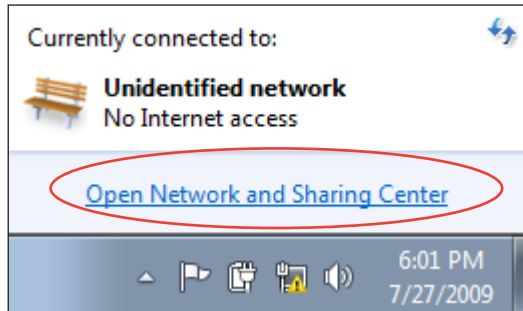 Currently connected to:
Unidentified network
No Internet access
Open Network and Sharing Center
6:01 PM
7/27/2009